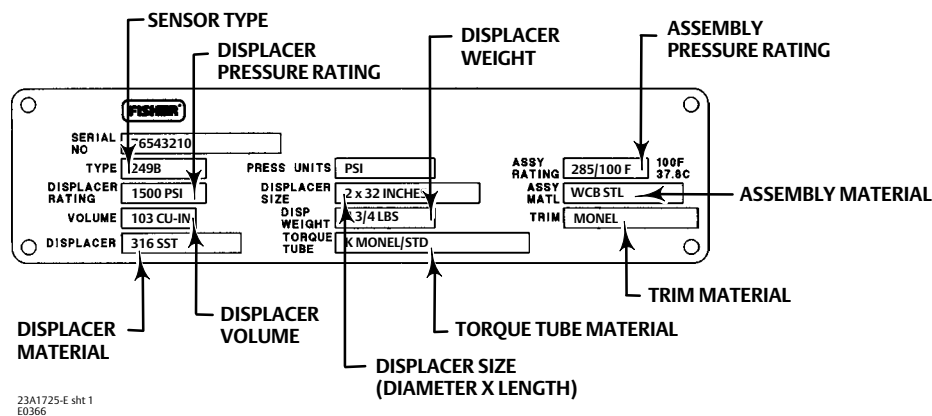 SENSOR TYPE
DISPLACER
PRESSURE RATING
DISPLACER
WEIGHT
ASSEMBLY
PRESSURE RATING
FISHER
SERIAL NO 76543210
TYPE 249B
PRESS UNITS PSI
ASSY RATING 285/100 F 100F 37.8C
DISPLACER RATING 1500 PSI
DISPLACER SIZE 2 x 32 INCHES
ASSY MATL WCB STL
ASSEMBLY MATERIAL
VOLUME 103 CU-IN
DISP WEIGHT 3/4 LBS
TRIM MONEL
DISPLACER 316 SST
TORQUE TUBE K MONEL/STD
TRIM MATERIAL
DISPLACER
MATERIAL
DISPLACER
VOLUME
TORQUE TUBE MATERIAL
DISPLACER SIZE
(DIAMETER X LENGTH)
23A1725-E sht 1
E0366